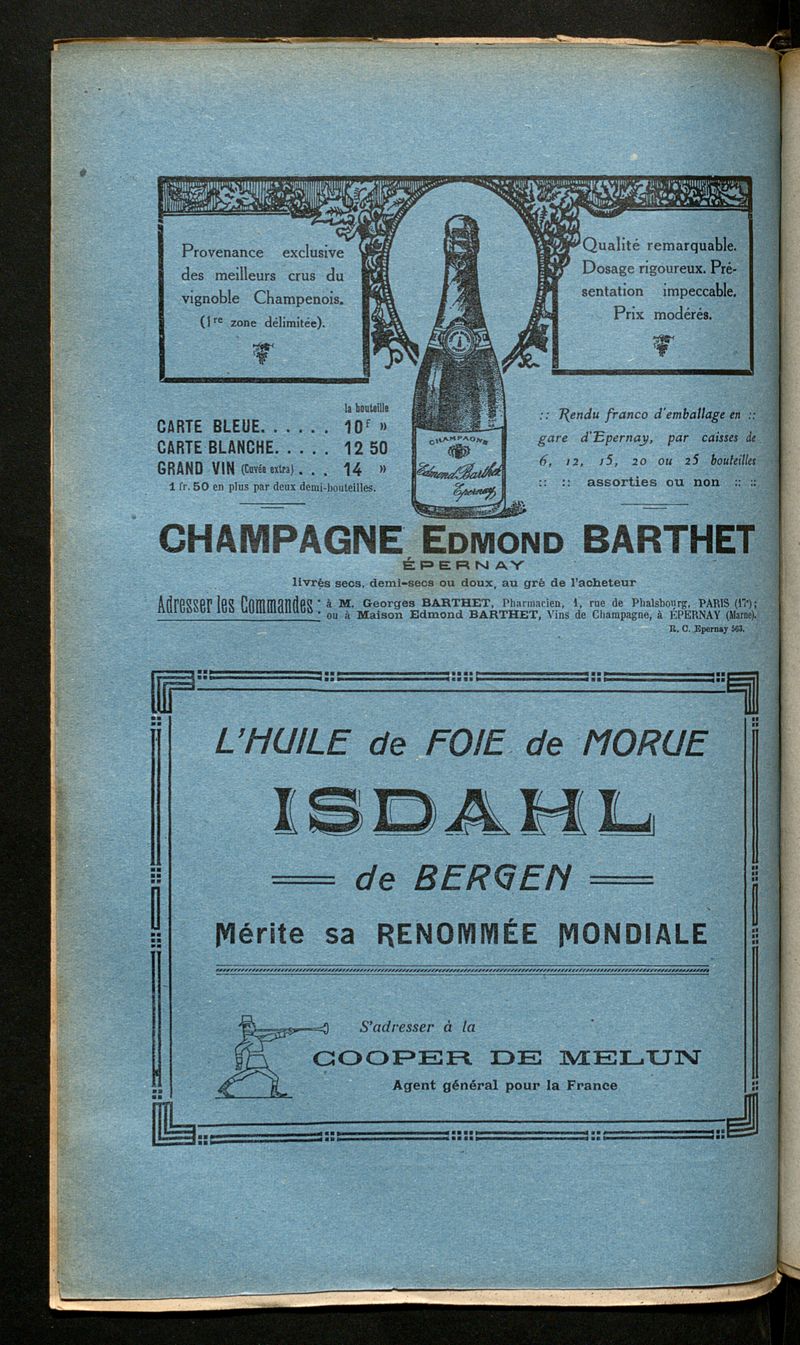 Provenance exclusive
des meilleurs crus du
vignoble Champenois.
(1re zone délimitée).
Qualité remarquable.
Dosage rigoureux. Pré-
sentation impeccable.
Prix modérés.
la bouteille
CARTE BLEUE. . . . . . 10f »
CARTE BLANCHE. . . . . 12 50
GRAND VIN (Cuvée extra) . . . 14 »
1 fr. 50 en plus par deux demi-bouteilles.
CHAMPAGNE
Edmond Barthet
Epernay
:: Rendu franco d'emballage en ::
gare d'Epernay, par caisses de
6, 12, 15, 20 ou 25 bouteilles
:: :: assorties ou non :: ::
CHAMPAGNE EDMOND BARTHET
ÉPERNAY
livrés secs, demi-secs ou doux, au gré de l'acheteur
Adresser les Commandes : à M. Georges BARTHET, Pharmacien, 1, rue de Phalsbourg, PARIS (17e);
ou à Maison Edmond BARTHET, Vins de Champagne, à ÉPERNAY (Marne).
R. C. Epernay 563.
L'HUILE de FOIE de MORUE
ISDAHL
de BERGEN
Mérite sa RENOMMÉE MONDIALE
S'adresser à la
COOPER DE MELUN
Agent général pour la France